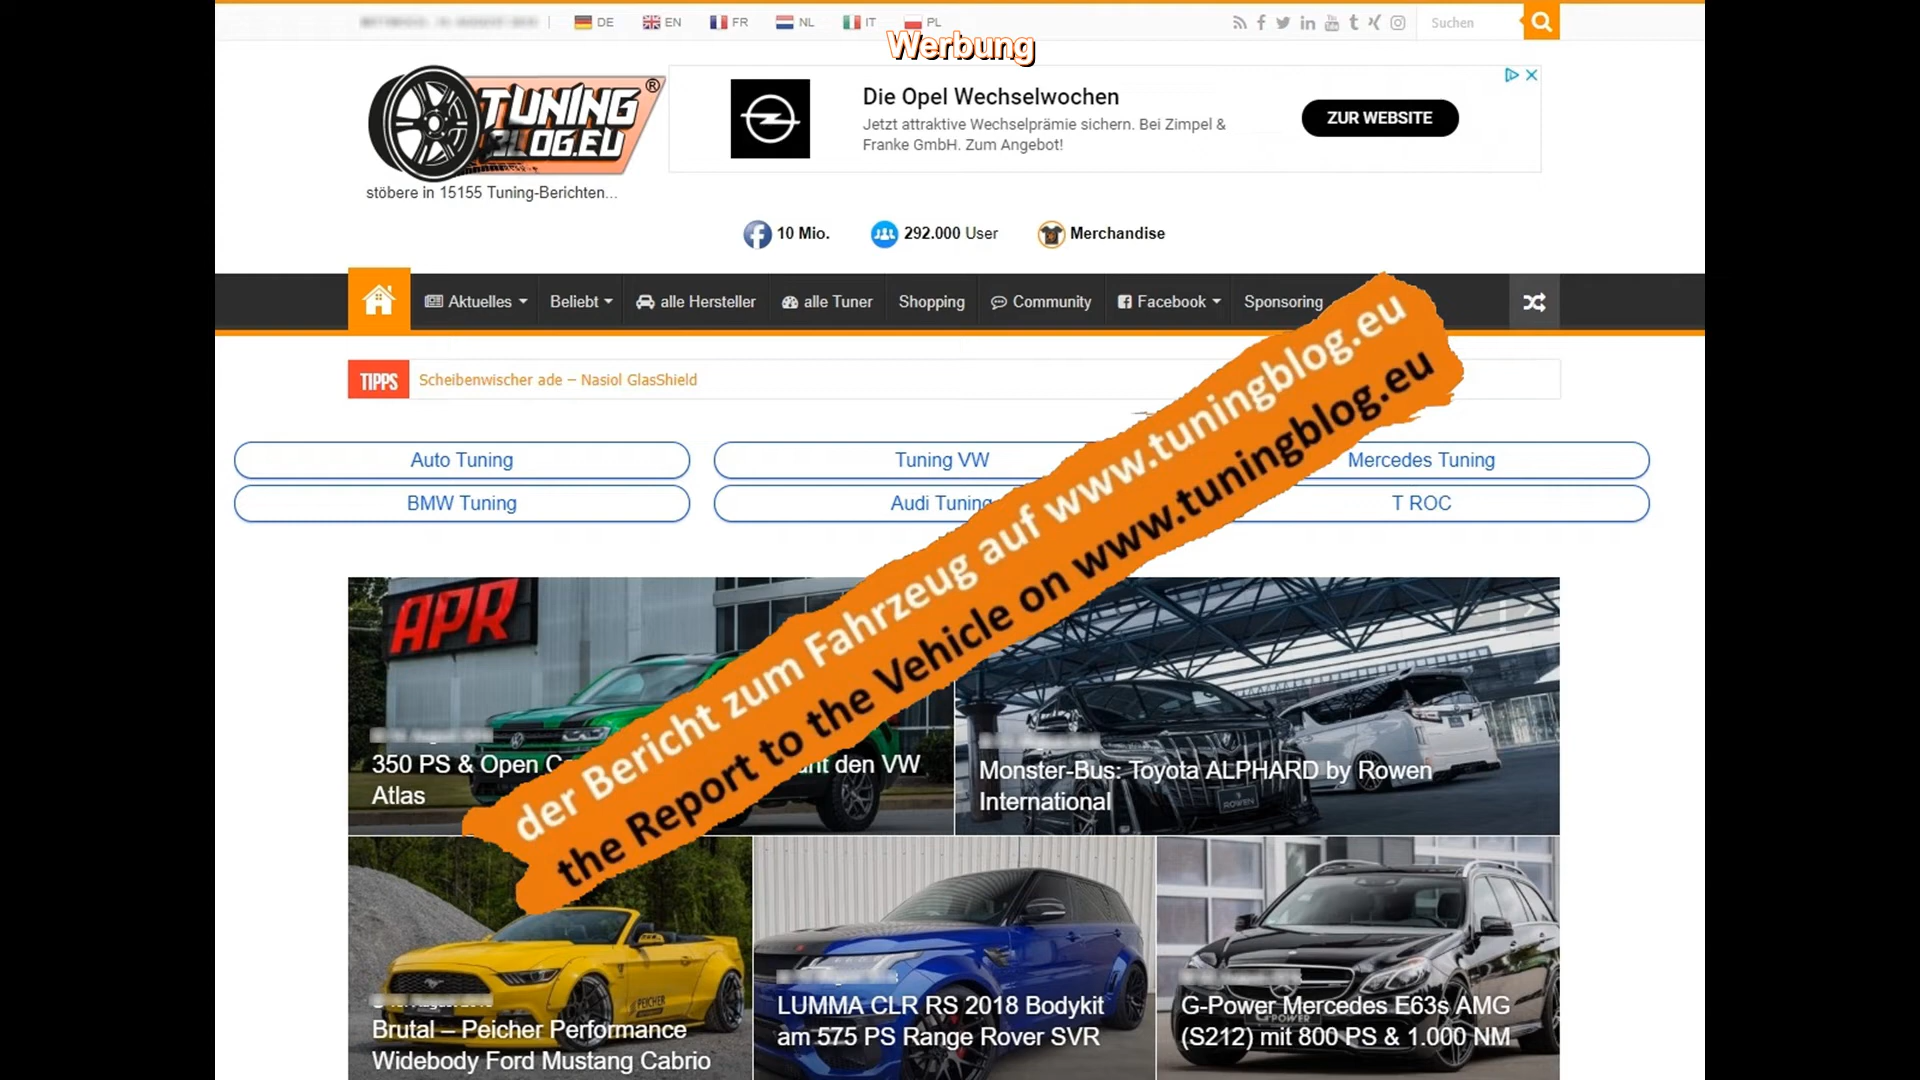 DE EN FR NL IT PL
Suchen
Werbung
TUNING
BLOG.EU
®
stöbere in 15155 Tuning-Berichten...
Die Opel Wechselwochen
Jetzt attraktive Wechselprämie sichern. Bei Zimpel &
Franke GmbH. Zum Angebot!
ZUR WEBSITE
10 Mio. 292.000 User Merchandise
Aktuelles Beliebt alle Hersteller alle Tuner Shopping Community Facebook Sponsoring
TIPPS Scheibenwischer ade – Nasiol GlasShield
Auto Tuning Tuning VW Mercedes Tuning
BMW Tuning Audi Tuning T ROC
der Bericht zum Fahrzeug auf www.tuningblog.eu
the Report to the Vehicle on www.tuningblog.eu
APR
350 PS & Open den VW
Atlas
Monster-Bus: Toyota ALPHARD by Rowen
International
ROWEN
PEICHER
Brutal – Peicher Performance
Widebody Ford Mustang Cabrio
LUMMA CLR RS 2018 Bodykit
am 575 PS Range Rover SVR
G-Power Mercedes E63s AMG
(S212) mit 800 PS & 1.000 NM
G-POWER